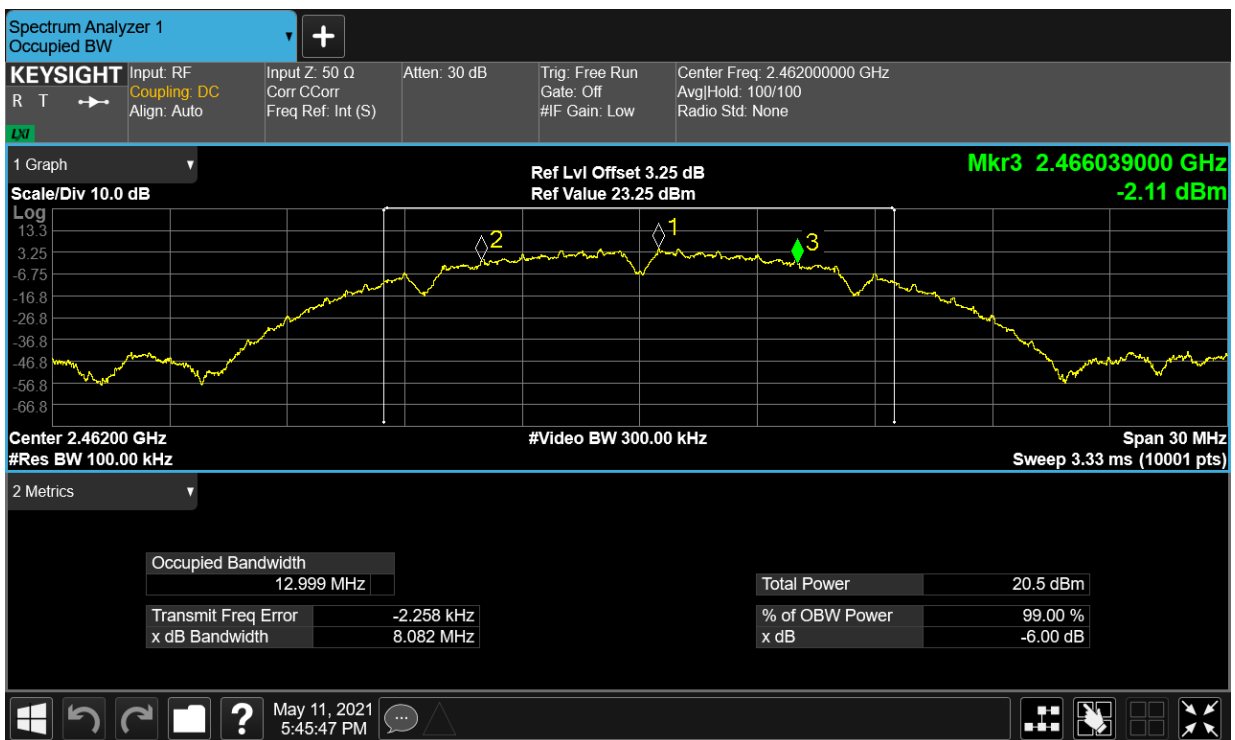 Spectrum Analyzer 1
Occupied BW
KEYSIGHT
R T
LXI
Input: RF
Coupling: DC
Align: Auto
Input Z: 50 Ω
Corr CCorr
Freq Ref: Int (S)
Atten: 30 dB
Trig: Free Run
Gate: Off
#IF Gain: Low
Center Freq: 2.462000000 GHz
Avg|Hold: 100/100
Radio Std: None
1 Graph
Scale/Div 10.0 dB
Ref Lvl Offset 3.25 dB
Ref Value 23.25 dBm
Mkr3 2.466039000 GHz
-2.11 dBm
Log
13.3
3.25
-6.75
-16.8
-26.8
-36.8
-46.8
-56.8
-66.8
2
1
3
Center 2.46200 GHz
#Res BW 100.00 kHz
#Video BW 300.00 kHz
Span 30 MHz
Sweep 3.33 ms (10001 pts)
2 Metrics
Occupied Bandwidth
12.999 MHz
Transmit Freq Error -2.258 kHz
x dB Bandwidth 8.082 MHz
Total Power 20.5 dBm
% of OBW Power 99.00 %
x dB -6.00 dB
?
May 11, 2021
5:45:47 PM